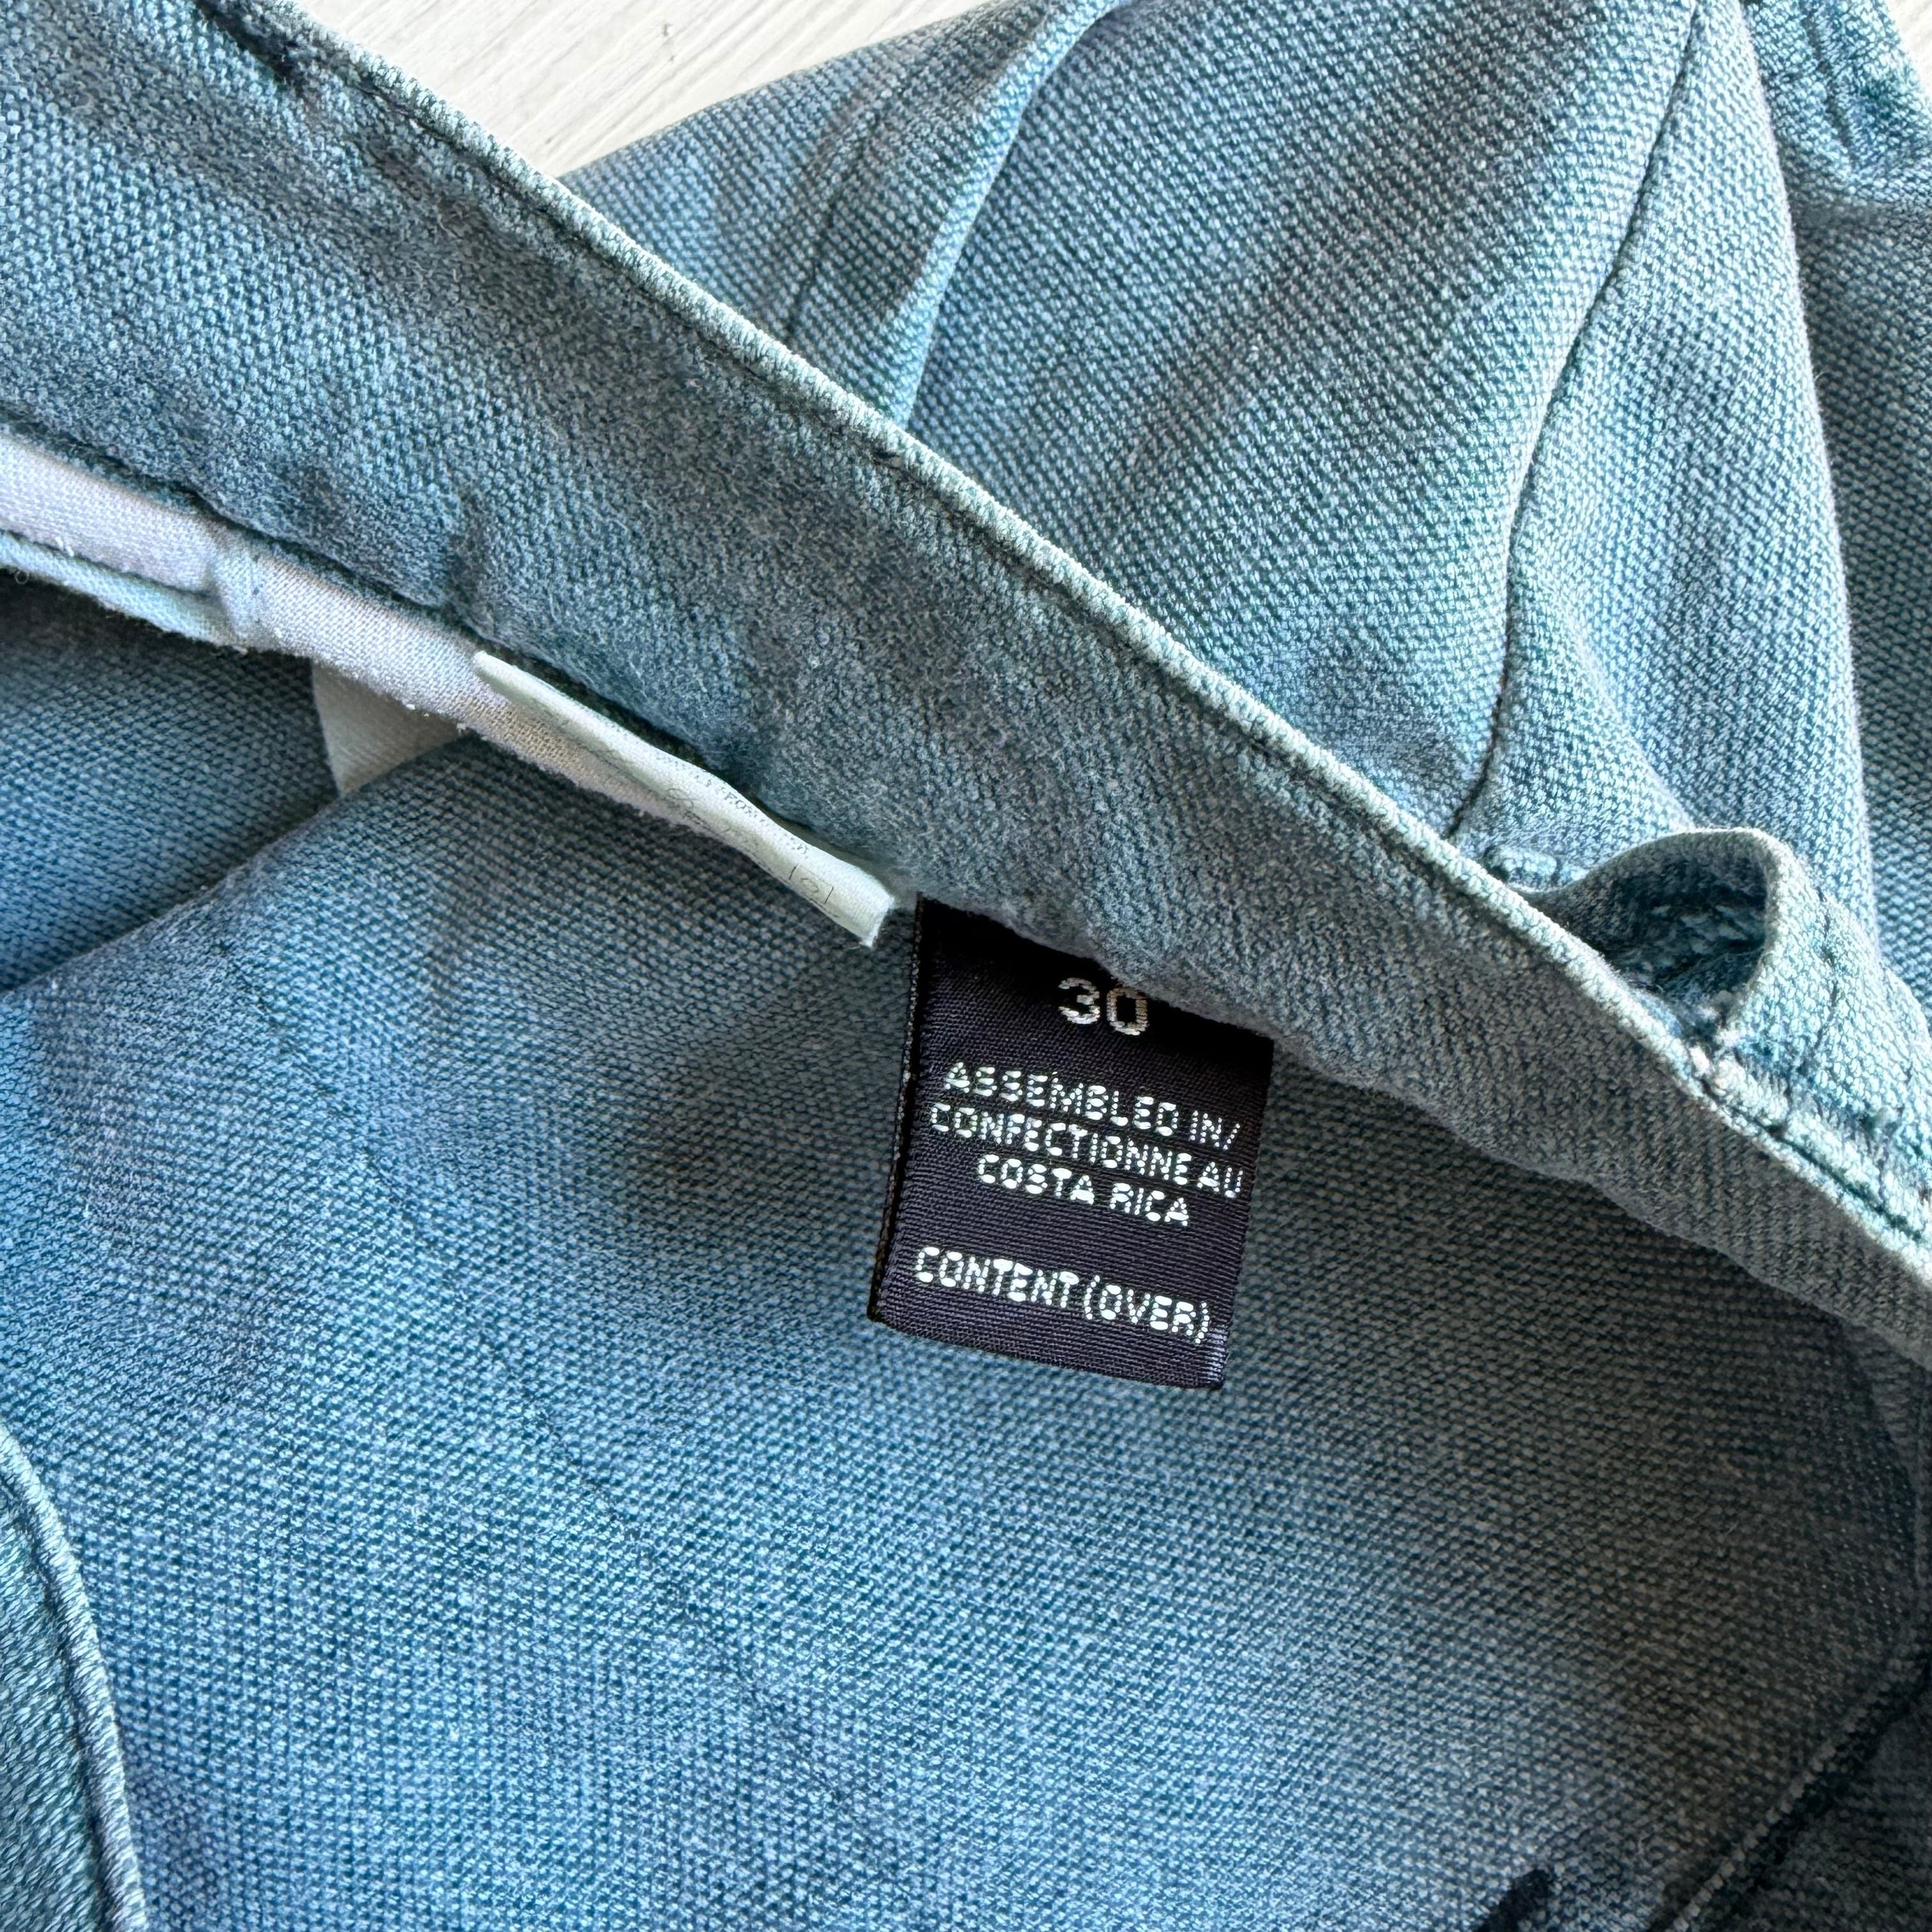 30
ASSEMBLED IN/
CONFECTIONNE AU
COSTA RICA
CONTENT (OVER)